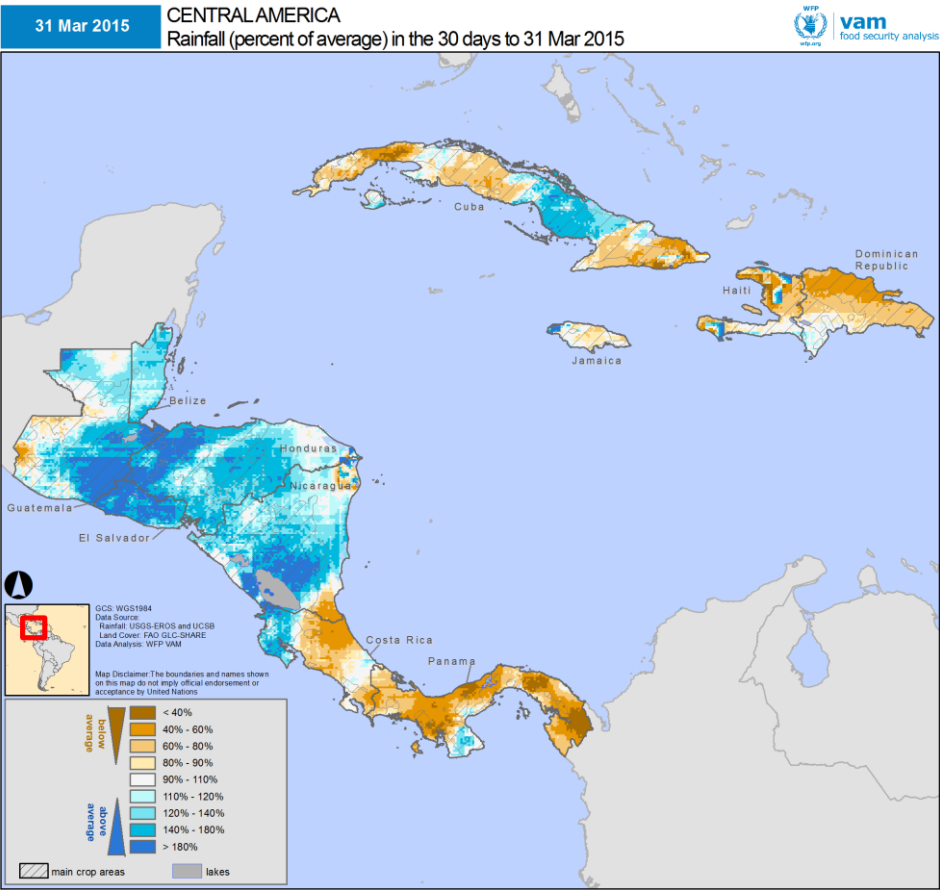 31 Mar 2015
CENTRAL AMERICA
Rainfall (percent of average) in the 30 days to 31 Mar 2015
WFP
wfp.org
vam
food security analysis
Cuba
Dominican
Republic
Haiti
Jamaica
Belize
Honduras
Nicaragua
Guatemala
El Salvador
Costa Rica
Panama
GCS: WGS1984
Data Source:
Rainfall: USGS-EROS and UCSB
Land Cover: FAO GLC-SHARE
Data Analysis: WFP VAM
Map Disclaimer:The boundaries and names shown
on this map do not imply official endorsement or
acceptance by United Nations
below
average
< 40%
40% - 60%
60% - 80%
80% - 90%
90% - 110%
110% - 120%
120% - 140%
140% - 180%
> 180%
above
average
main crop areas
lakes